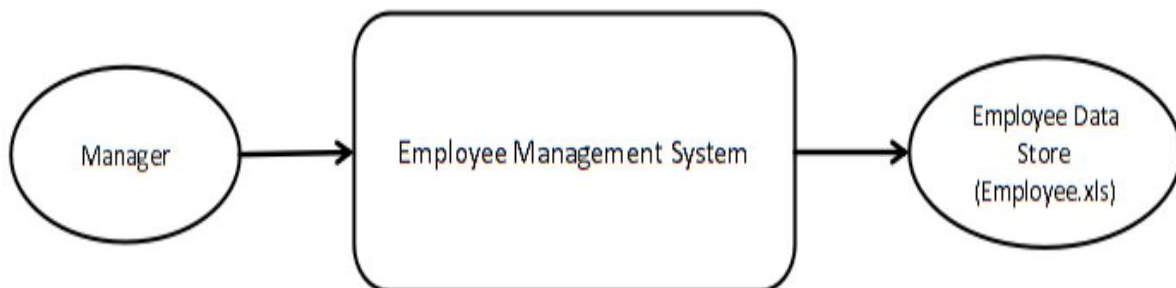 Manager
Employee Management System
Employee Data
Store
(Employee.xls)